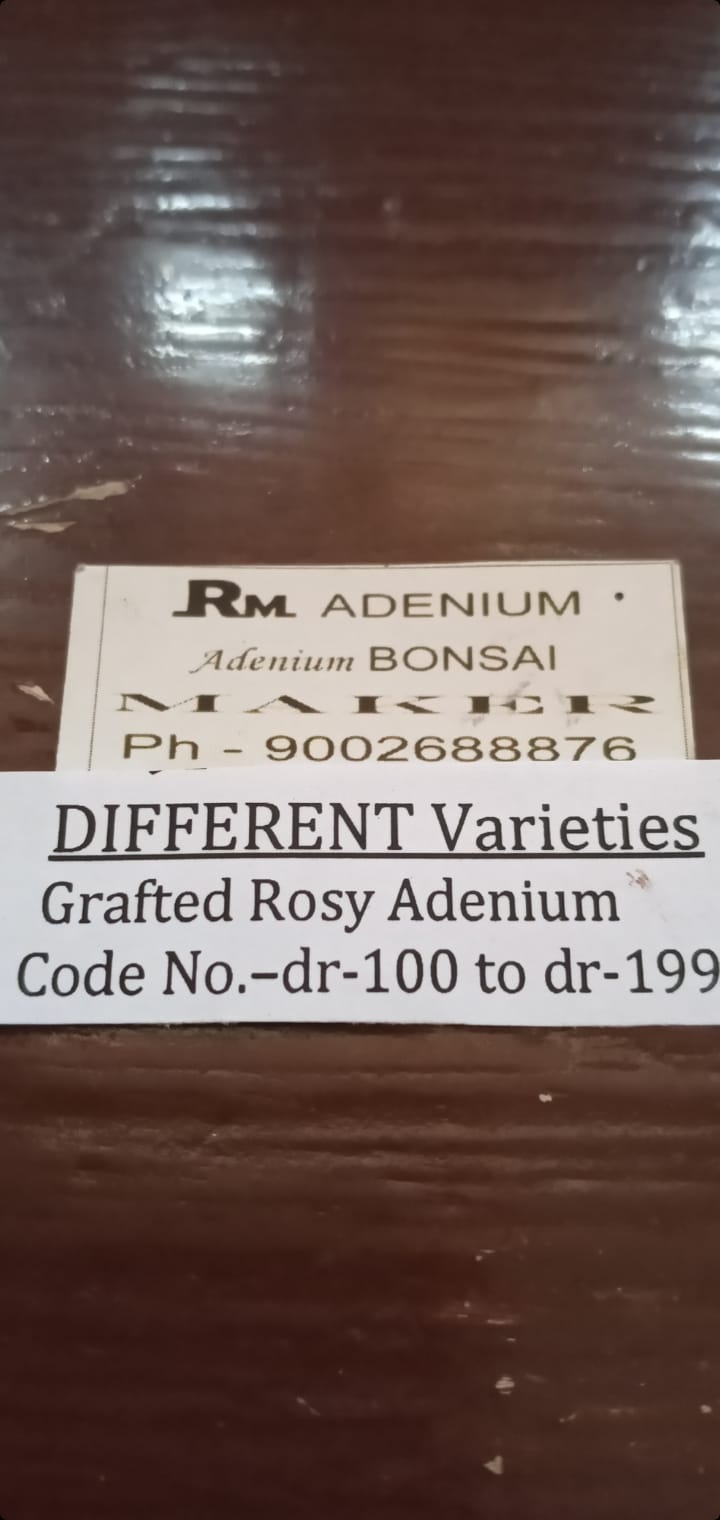 RM ADENIUM
Adenium BONSAI
MAKER
Ph - 9002688876
DIFFERENT Varieties
Grafted Rosy Adenium
Code No.–dr-100 to dr-199